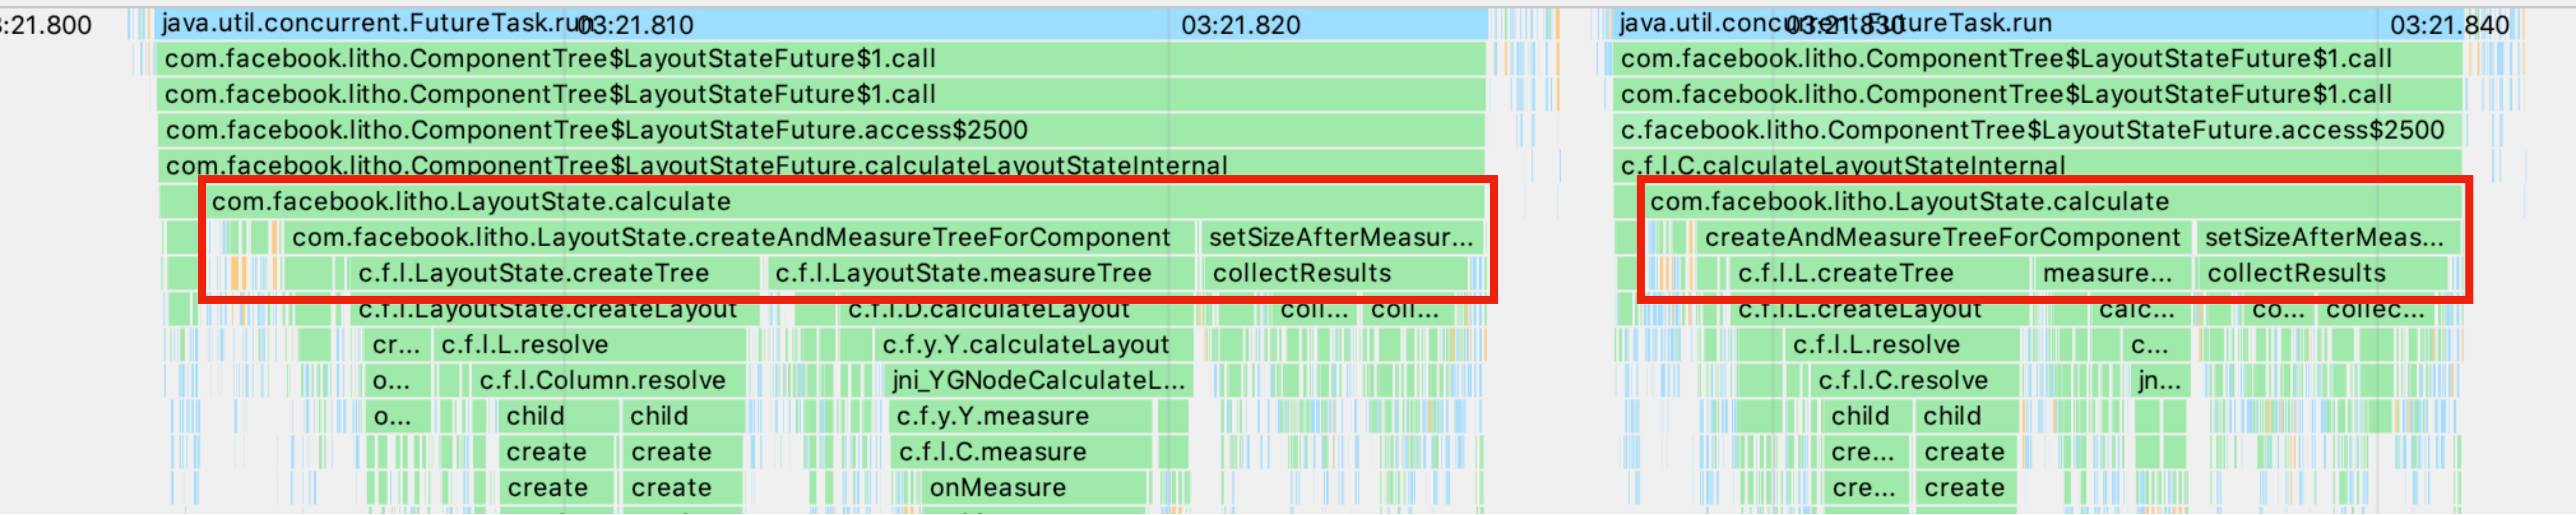 3:21.800 java.util.concurrent.FutureTask.run 03:21.810 03:21.820 java.util.concurrent.FutureTask.run 03:21.830 03:21.840
com.facebook.litho.ComponentTree$LayoutStateFuture$1.call com.facebook.litho.ComponentTree$LayoutStateFuture$1.call
com.facebook.litho.ComponentTree$LayoutStateFuture$1.call com.facebook.litho.ComponentTree$LayoutStateFuture$1.call
com.facebook.litho.ComponentTree$LayoutStateFuture.access$2500 c.facebook.litho.ComponentTree$LayoutStateFuture.access$2500
com.facebook.litho.ComponentTree$LayoutStateFuture.calculateLayoutStateInternal c.f.l.C.calculateLayoutStateInternal
com.facebook.litho.LayoutState.calculate com.facebook.litho.LayoutState.calculate
com.facebook.litho.LayoutState.createAndMeasureTreeForComponent setSizeAfterMeasur... createAndMeasureTreeForComponent setSizeAfterMeas...
c.f.l.LayoutState.createTree c.f.l.LayoutState.measureTree collectResults c.f.l.L.createTree measure... collectResults
c.f.l.LayoutState.createLayout c.f.l.D.calculateLayout coll... coll... c.f.l.L.createLayout calc... co... collec...
cr... c.f.l.L.resolve c.f.y.Y.calculateLayout c.f.l.L.resolve c...
o... c.f.l.Column.resolve jni_YGNodeCalculateL... c.f.l.C.resolve jn...
o... child child c.f.y.Y.measure child child
create create c.f.l.C.measure cre... create
create create onMeasure cre... create